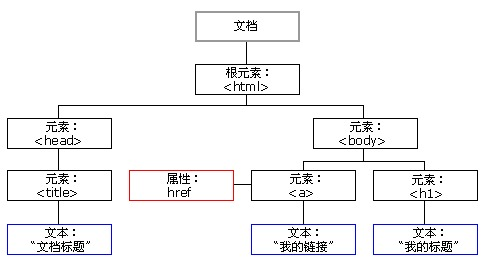 文档
根元素：
<html>
元素：
<head>
元素：
<body>
元素：
<title>
属性：
href
元素：
<a>
元素：
<h1>
文本：
“文档标题”
文本：
“我的链接”
文本：
“我的标题”